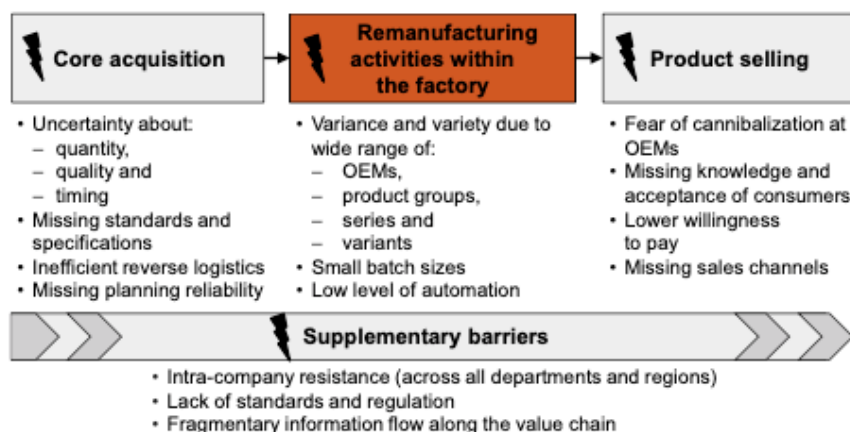 Core acquisition
• Uncertainty about:
– quantity,
– quality and
– timing
• Missing standards and
specifications
• Inefficient reverse logistics
• Missing planning reliability
Remanufacturing
activities within
the factory
• Variance and variety due to
wide range of:
– OEMs,
– product groups,
– series and
– variants
• Small batch sizes
• Low level of automation
Product selling
• Fear of cannibalization at
OEMs
• Missing knowledge and
acceptance of consumers
• Lower willingness
to pay
• Missing sales channels
Supplementary barriers
• Intra-company resistance (across all departments and regions)
• Lack of standards and regulation
• Fragmentary information flow along the value chain